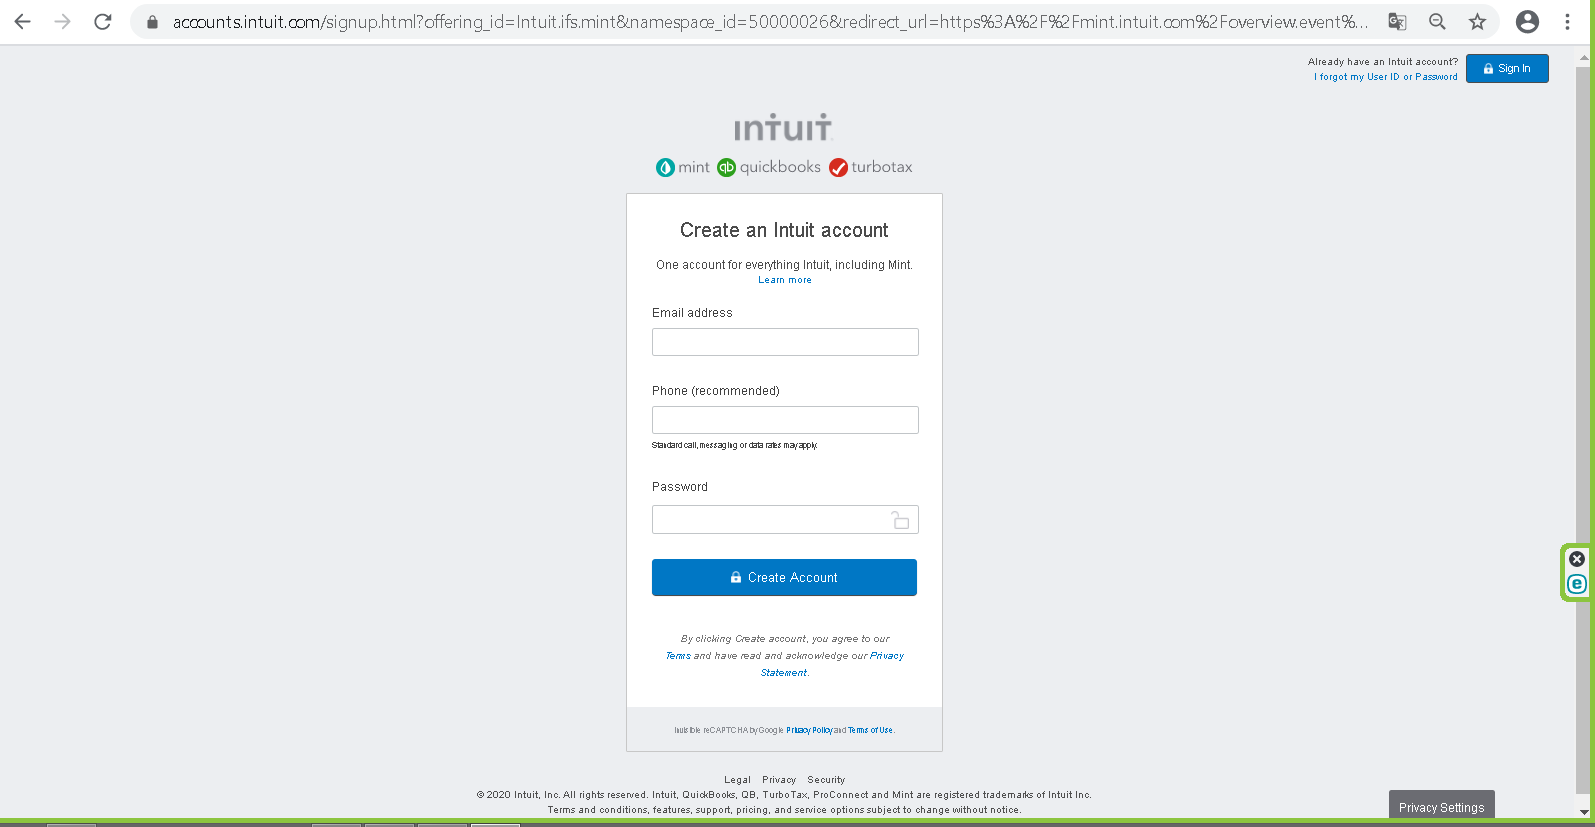 accounts.intuit.com/signup.html?offering_id=Intuit.ifs.mint&namespace_id=50000026&redirect_url=https%3A%2F%2Fmint.intuit.com%2Foverview.event%...
Already have an Intuit account?
I forgot my User ID or Password
Sign In
intuit
mint qb quickbooks turbotax
Create an Intuit account
One account for everything Intuit, including Mint.
Learn more
Email address
Phone (recommended)
Standard call, messaging or data rates may apply.
Password
Create Account
By clicking Create account, you agree to our
Terms and have read and acknowledge our Privacy
Statement.
Invisible reCAPTCHA by Google Privacy Policy and Terms of Use.
Legal Privacy Security
© 2020 Intuit, Inc. All rights reserved. Intuit, QuickBooks, QB, TurboTax, ProConnect and Mint are registered trademarks of Intuit Inc.
Terms and conditions, features, support, pricing, and service options subject to change without notice.
Privacy Settings
e